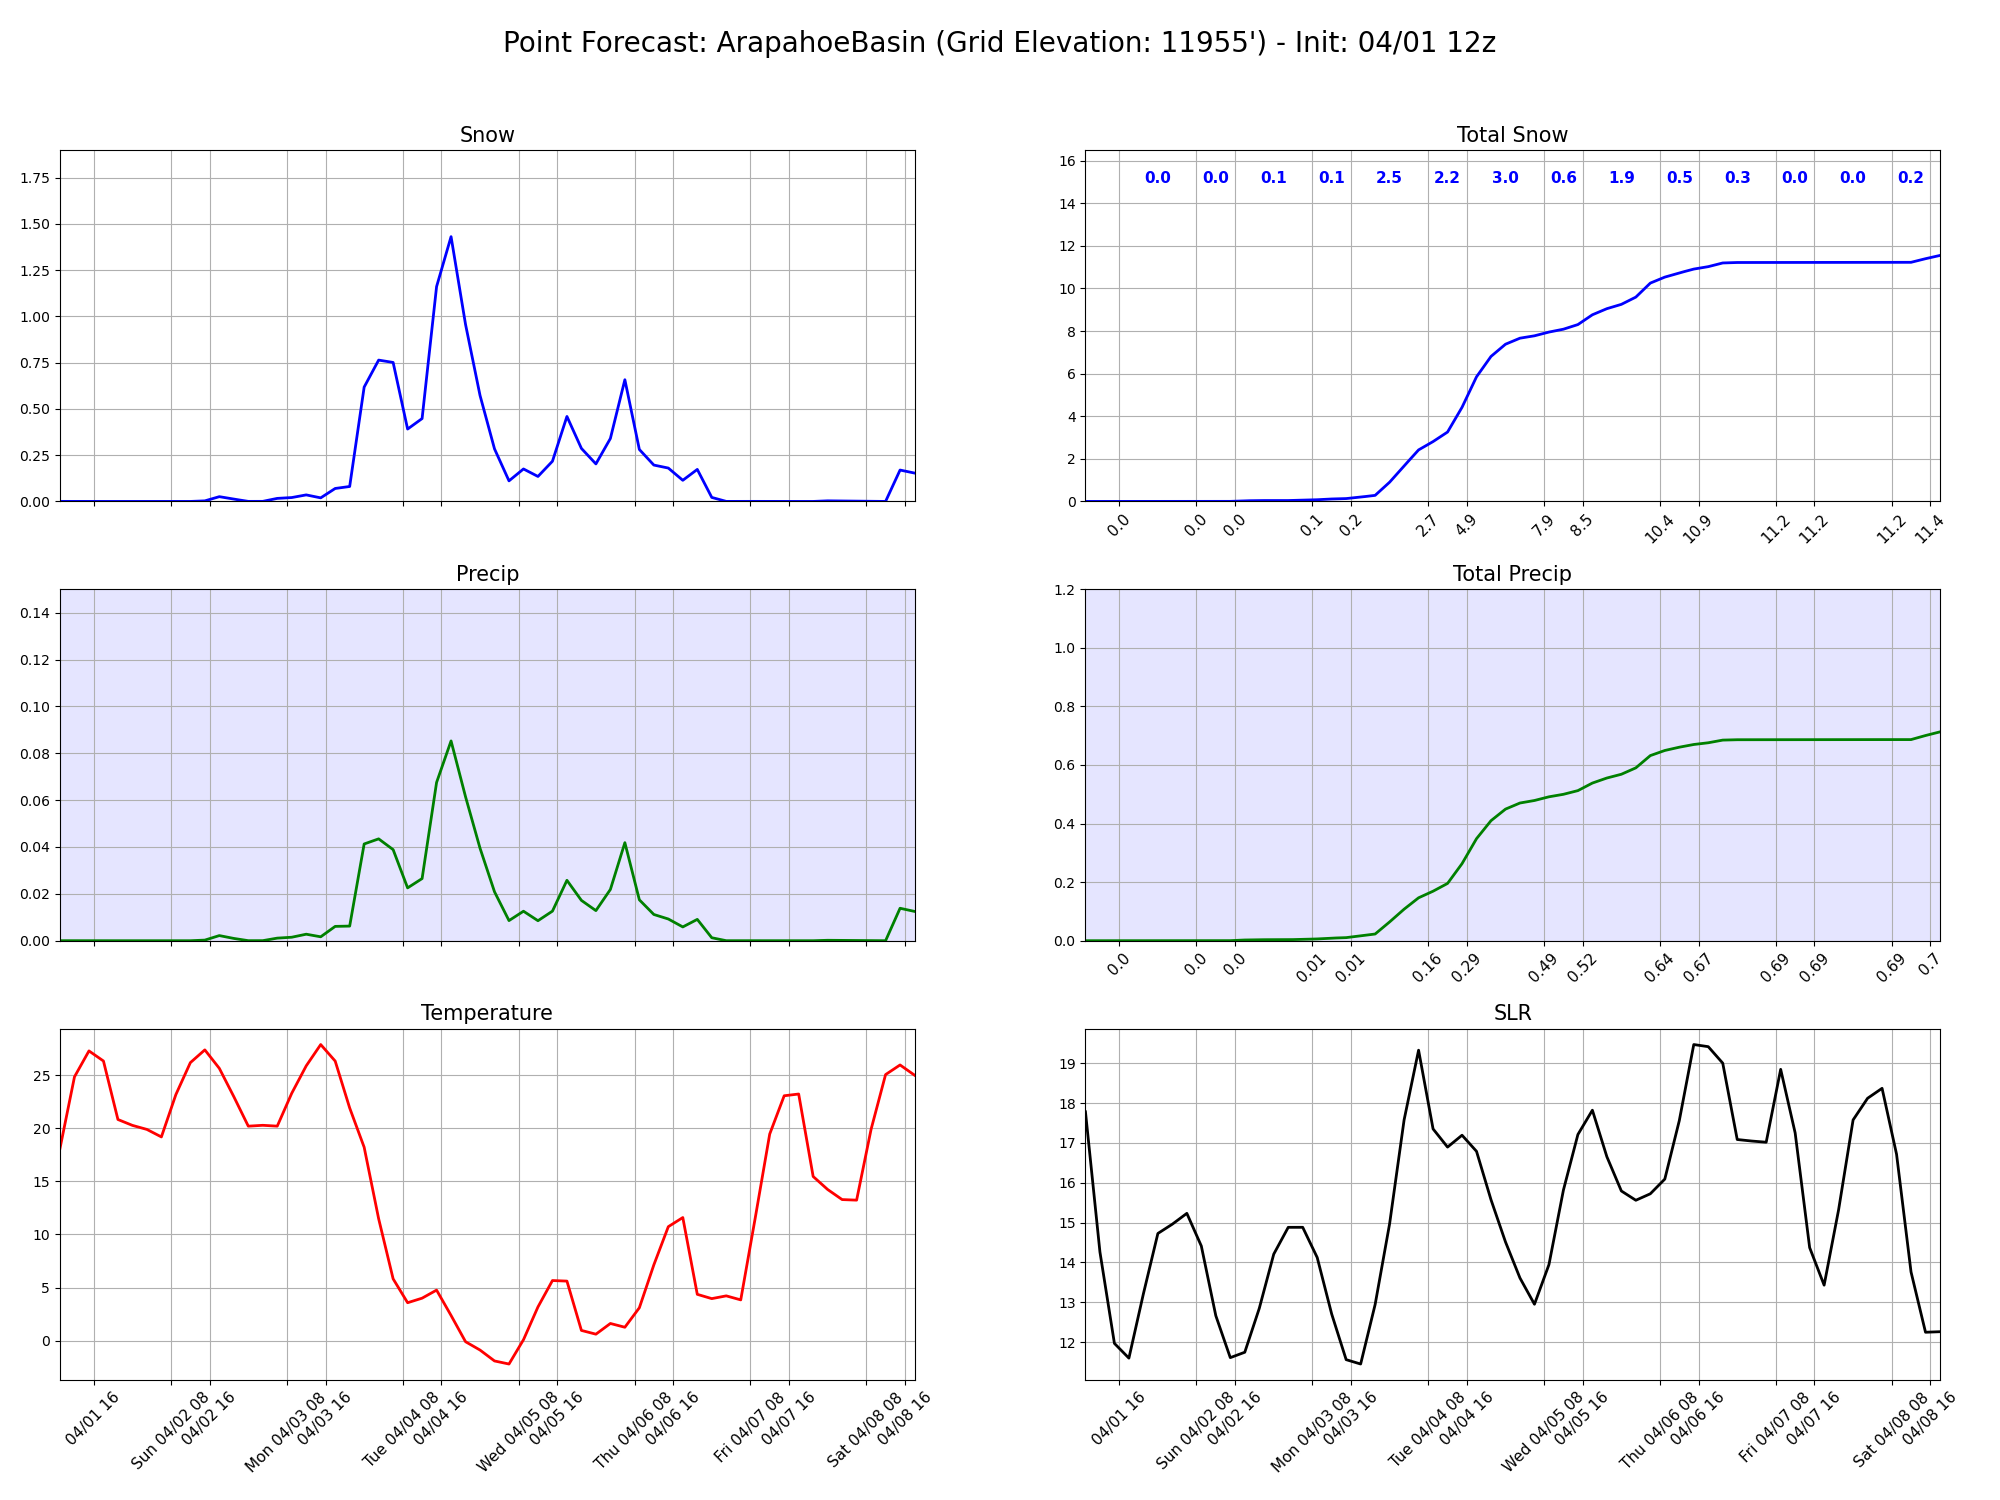 Point Forecast: ArapahoeBasin (Grid Elevation: 11955') - Init: 04/01 12z
Snow
1.75
1.50
1.25
1.00
0.75
0.50
0.25
0.00
Total Snow
0.0 0.0 0.1 0.1 2.5 2.2 3.0 0.6 1.9 0.5 0.3 0.0 0.0 0.2
16
14
12
10
8
6
4
2
0
0.0 0.0 0.0 0.1 0.2 2.7 4.9 7.9 8.5 10.4 10.9 11.2 11.2 11.2 11.4
Precip
0.14
0.12
0.10
0.08
0.06
0.04
0.02
0.00
Total Precip
1.2
1.0
0.8
0.6
0.4
0.2
0.0
0.0 0.0 0.0 0.01 0.01 0.16 0.29 0.49 0.52 0.64 0.67 0.69 0.69 0.69 0.7
Temperature
25
20
15
10
5
0
04/01 16
Sun 04/02 08
04/02 16
Mon 04/03 08
04/03 16
Tue 04/04 08
04/04 16
Wed 04/05 08
04/05 16
Thu 04/06 08
04/06 16
Fri 04/07 08
04/07 16
Sat 04/08 08
04/08 16
SLR
19
18
17
16
15
14
13
12
04/01 16
Sun 04/02 08
04/02 16
Mon 04/03 08
04/03 16
Tue 04/04 08
04/04 16
Wed 04/05 08
04/05 16
Thu 04/06 08
04/06 16
Fri 04/07 08
04/07 16
Sat 04/08 08
04/08 16